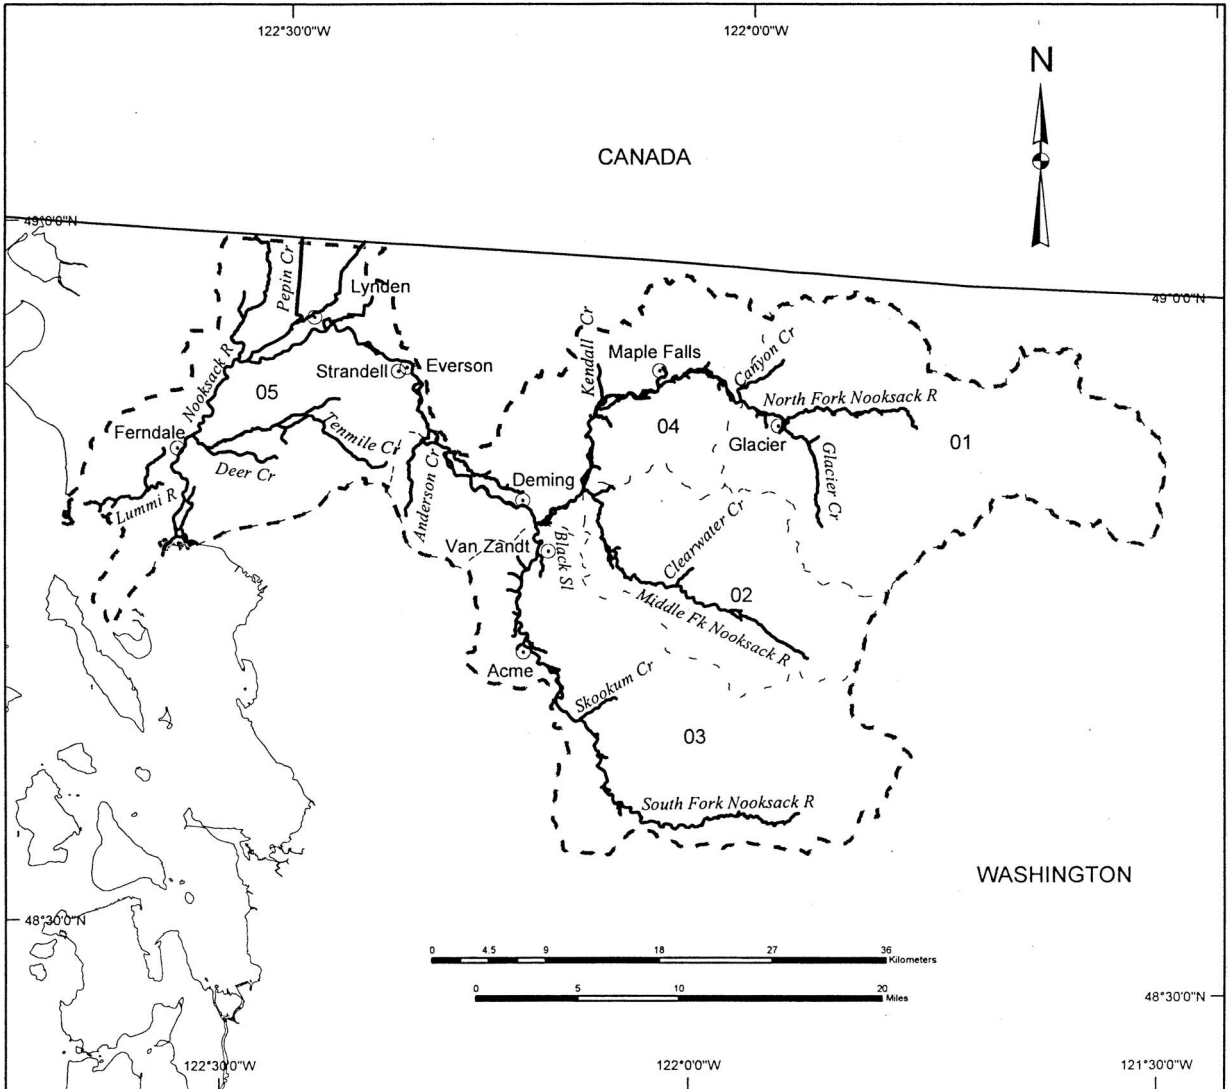 122°30'0"W
122°0'0"W
N
CANADA
49°0'0"N
49°0'0"N
Pepin Cr
Lynden
Kendall Cr
Maple Falls
Canyon Cr
Nooksack R
Strandell
Everson
05
North Fork Nooksack R
04
01
Ferndale
Tenmile Cr
Glacier
Deer Cr
Glacier Cr
Lummi R
Anderson Cr
Deming
Clearwater Cr
Van Zandt
Black Sl
02
Middle Fk Nooksack R
Acme
Skookum Cr
03
South Fork Nooksack R
WASHINGTON
48°30'0"N
0 4.5 9 18 27 36
Kilometers
0 5 10 20
Miles
48°30'0"N
122°30'0"W
122°0'0"W
121°30'0"W